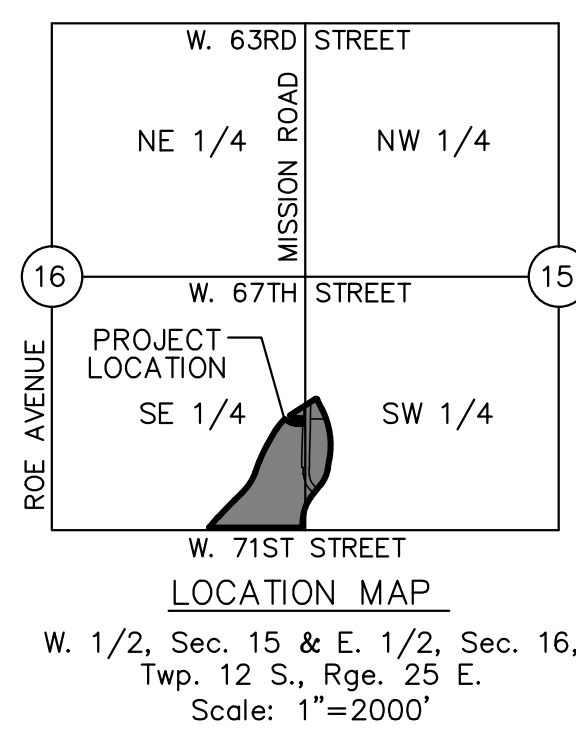 W. 63RD STREET
MISSION ROAD
NE 1/4
NW 1/4
16
15
W. 67TH STREET
PROJECT
LOCATION
ROE AVENUE
SE 1/4
SW 1/4
W. 71ST STREET
LOCATION MAP
W. 1/2, Sec. 15 & E. 1/2, Sec. 16,
Twp. 12 S., Rge. 25 E.
Scale: 1"=2000'